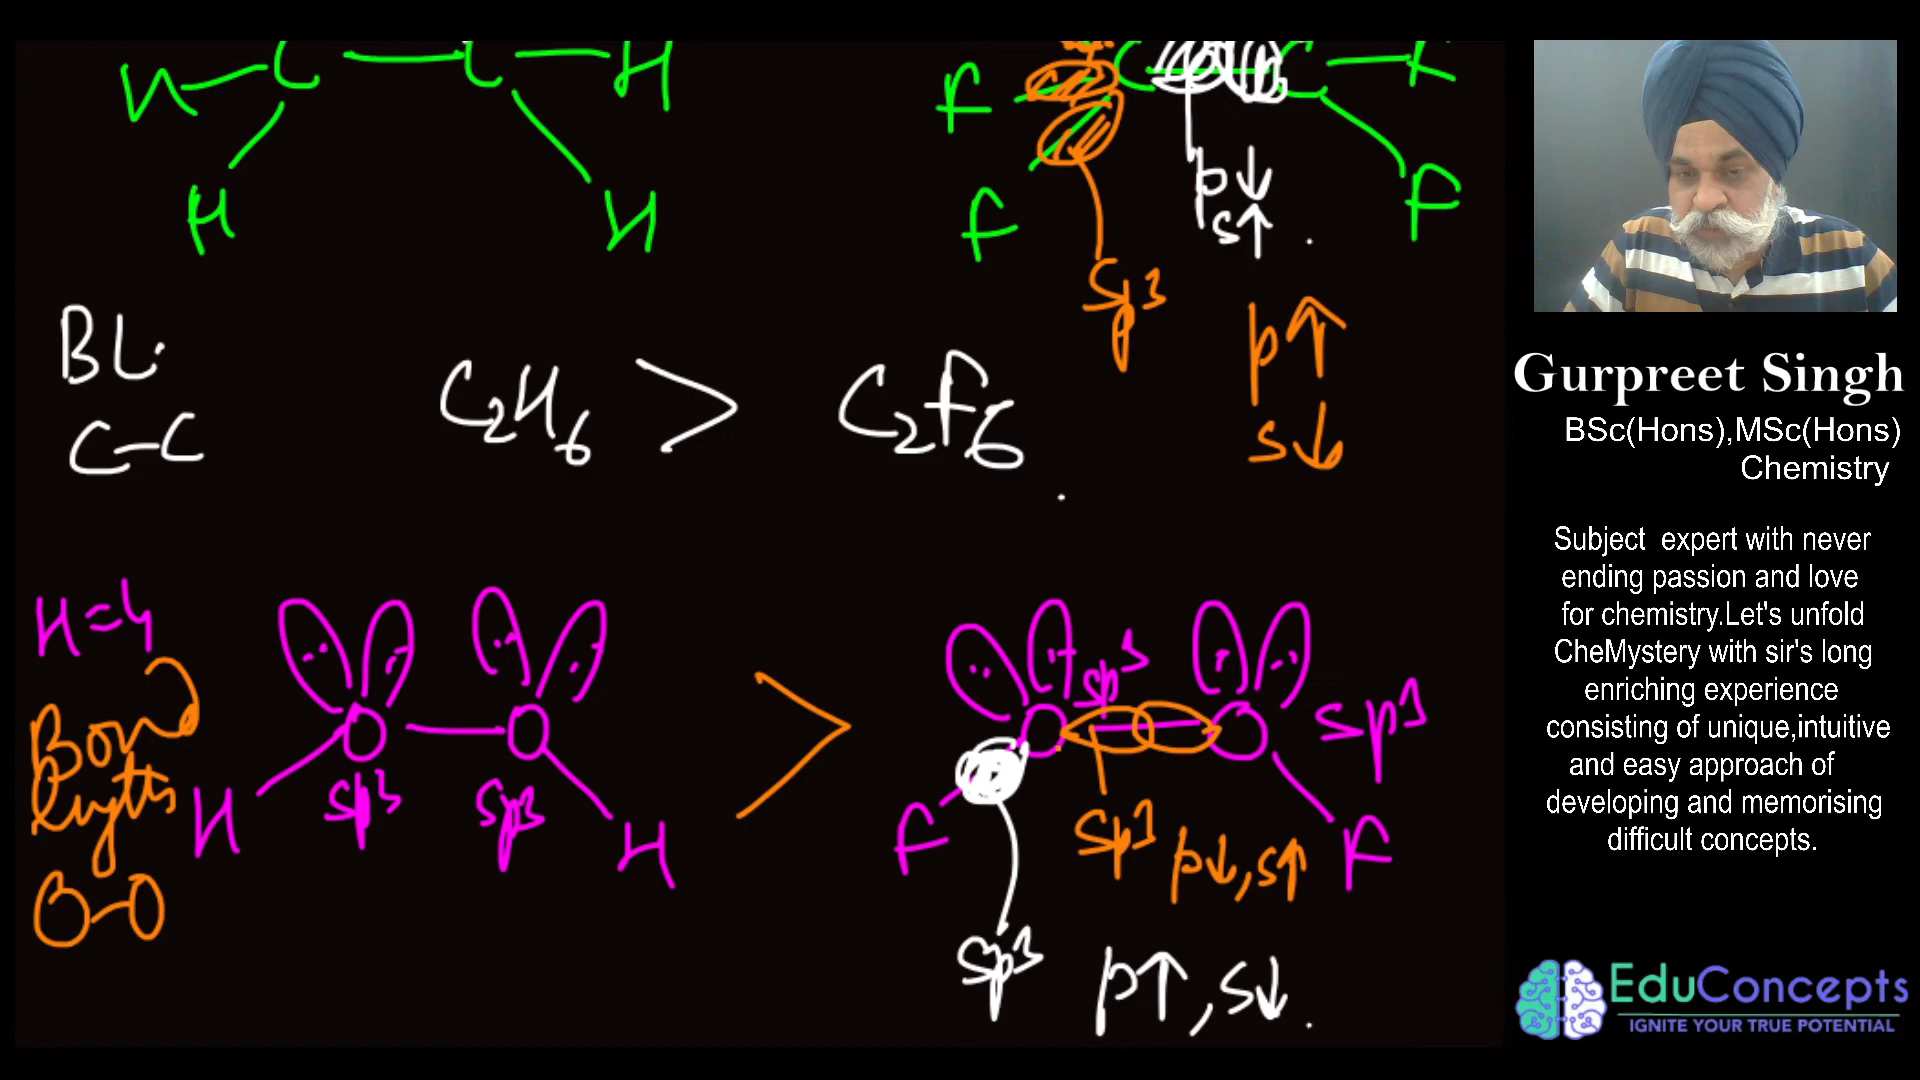 H C C H F C C F
H H F F
p↓
s↑
sp3
p↑
s↓
BL
C-C
C2H6 > C2F6
H=4
Bond
lengths
O-O
H O O H
sp3 sp3
>
F O O F
sp3 sp3
sp3 p↓, s↑
sp3 p↑, s↓
Gurpreet Singh
BSc(Hons),MSc(Hons)
Chemistry
Subject expert with never
ending passion and love
for chemistry.Let's unfold
CheMystery with sir's long
enriching experience
consisting of unique,intuitive
and easy approach of
developing and memorising
difficult concepts.
EduConcepts
IGNITE YOUR TRUE POTENTIAL